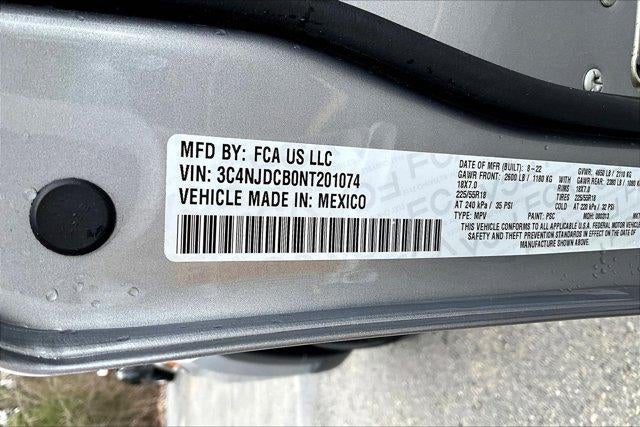 MFD BY: FCA US LLC
VIN: 3C4NJDCB0NT201074
VEHICLE MADE IN: MEXICO
DATE OF MFR (BUILT): 8-22 GVWR: 4650 LB / 2110 KG
GAWR FRONT: 2600 LB / 1180 KG GAWR REAR: 2380 LB / 1080
18X7.0 RIMS 18X7.0
225/55R18 TIRES 225/55R18
AT 240 kPa / 35 PSI COLD AT 220 kPa / 32 PSI
TYPE: MPV PAINT: PSC MDH:
THIS VEHICLE CONFORMS TO ALL APPLICABLE U.S.A. FEDERAL MOTOR VEHICLE
SAFETY AND THEFT PREVENTION STANDARDS IN EFFECT ON THE DATE OF
MANUFACTURE SHOWN ABOVE.